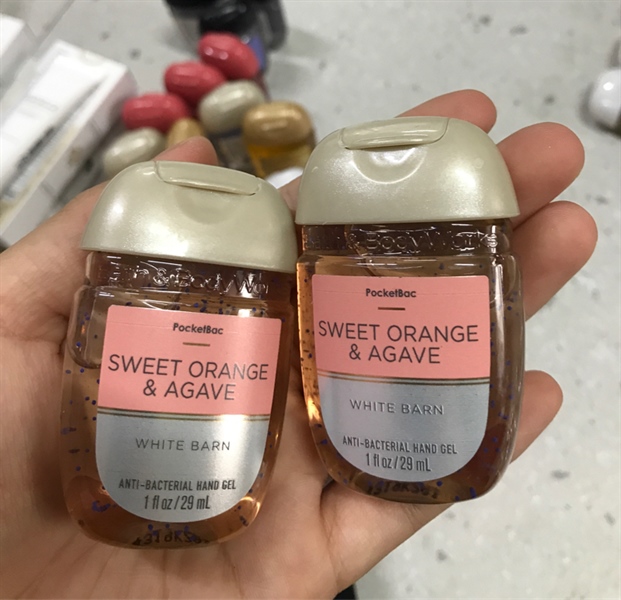 PocketBac
SWEET ORANGE
& AGAVE
WHITE BARN
ANTI-BACTERIAL HAND GEL
1 fl oz/29 mL
PocketBac
SWEET ORANGE
& AGAVE
WHITE BARN
ANTI-BACTERIAL HAND GEL
1 fl oz/29 mL